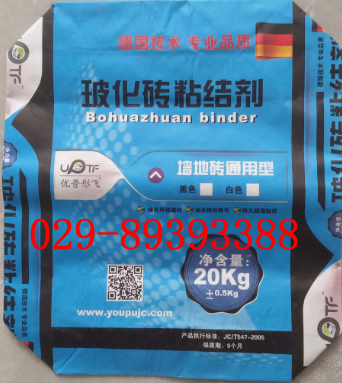 德国技术 专业品质
UPOTF
玻化砖粘结剂
Bohuazhuan binder
UPOTF
优普彤飞
墙地砖通用型
黑色 白色
029-89393388
净含量:
20Kg
±0.5Kg
www.youpujc.com
产品执行标准: JC/T547-2005
保质期: 9个月